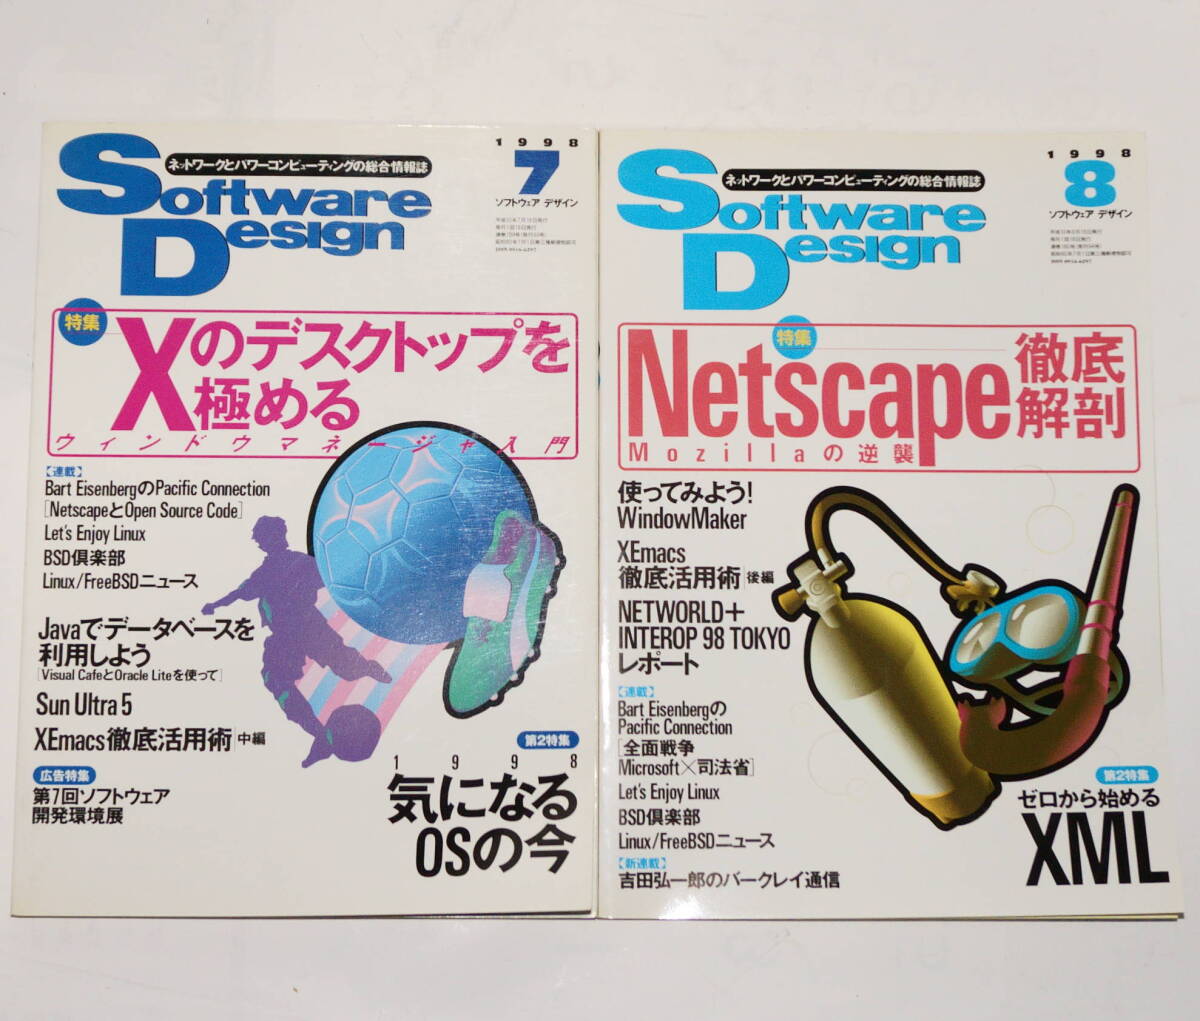 ネットワークとパワーコンピューティングの総合情報誌
Software
Design
1998
7
ソフトウェア デザイン
特集
Xのデスクトップを
極める
ウィンドウマネージャ入門
【連載】
Bart EisenbergのPacific Connection
[NetscapeとOpen Source Code]
Let's Enjoy Linux
BSD倶楽部
Linux/FreeBSDニュース
Javaでデータベースを
利用しよう
[Visual CafeとOracle Liteを使って]
Sun Ultra 5
XEmacs徹底活用術 中編
広告特集
第7回ソフトウェア
開発環境展
第2特集
1998
気になる
OSの今
ネットワークとパワーコンピューティングの総合情報誌
Software
Design
1998
8
ソフトウェア デザイン
特集
Netscape徹底
解剖
Mozillaの逆襲
使ってみよう!
WindowMaker
XEmacs
徹底活用術 後編
NETWORLD+
INTEROP 98 TOKYO
レポート
【連載】
Bart Eisenbergの
Pacific Connection
[全面戦争
Microsoft×司法省]
Let's Enjoy Linux
BSD倶楽部
Linux/FreeBSDニュース
【新連載】
吉田弘一郎のバークレイ通信
第2特集
ゼロから始める
XML